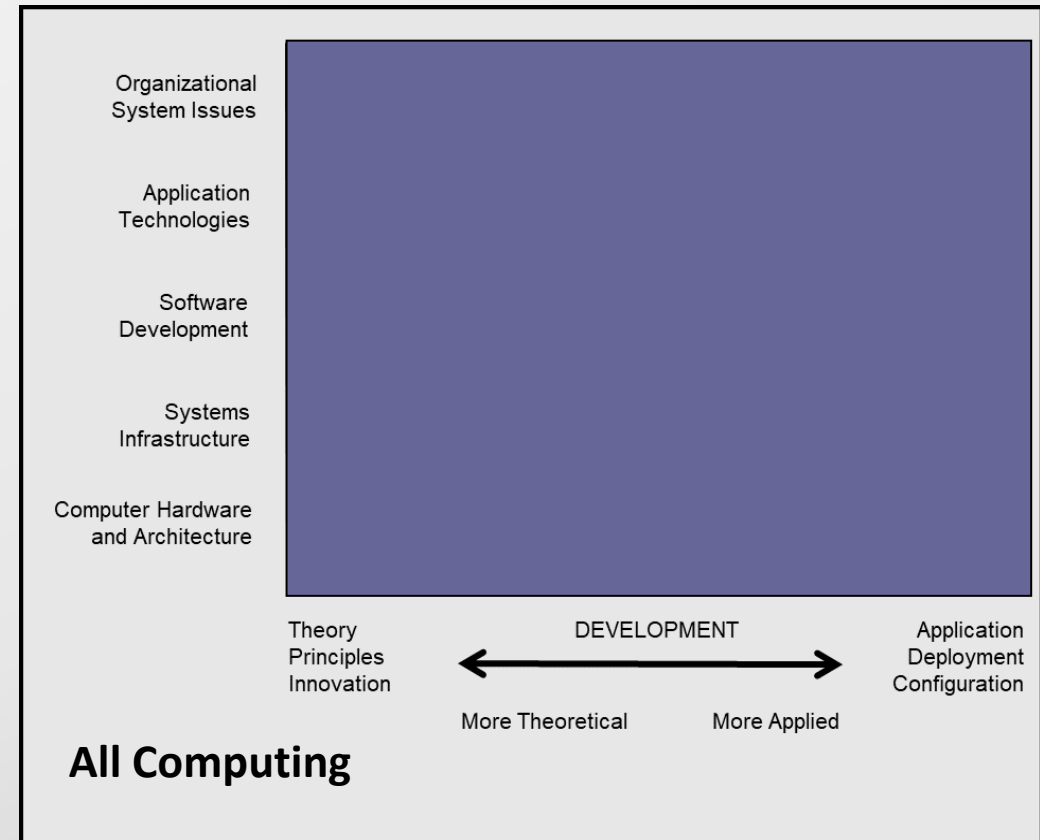 Organizational
System Issues
Application
Technologies
Software
Development
Systems
Infrastructure
Computer Hardware
and Architecture
Theory
Principles
Innovation
DEVELOPMENT
Application
Deployment
Configuration
More Theoretical
More Applied
All Computing